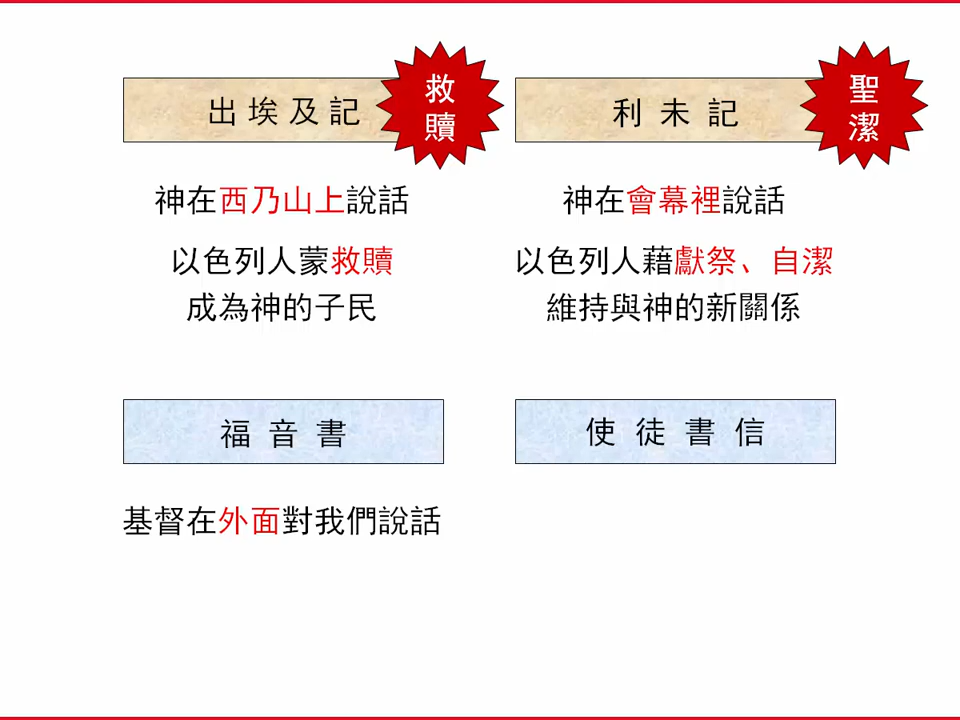 出埃及記
救
贖
神在西乃山上說話
以色列人蒙救贖
成為神的子民
利未記
聖
潔
神在會幕裡說話
以色列人藉獻祭、自潔
維持與神的新關係
福音書
基督在外面對我們說話
使徒書信